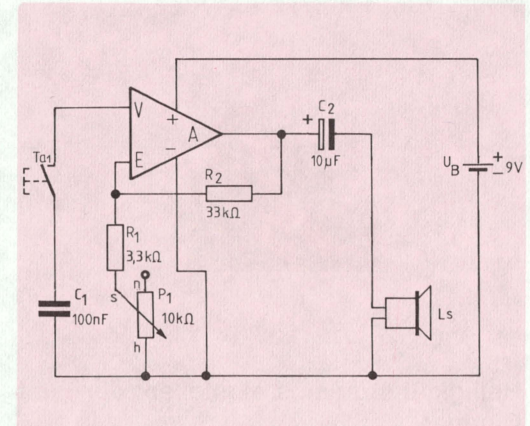 V
+
A
−
E
Ta1
R2
33kΩ
+
C2
10µF
UB
+
−
9V
R1
3,3kΩ
n
s
P1
10kΩ
h
C1
100nF
Ls